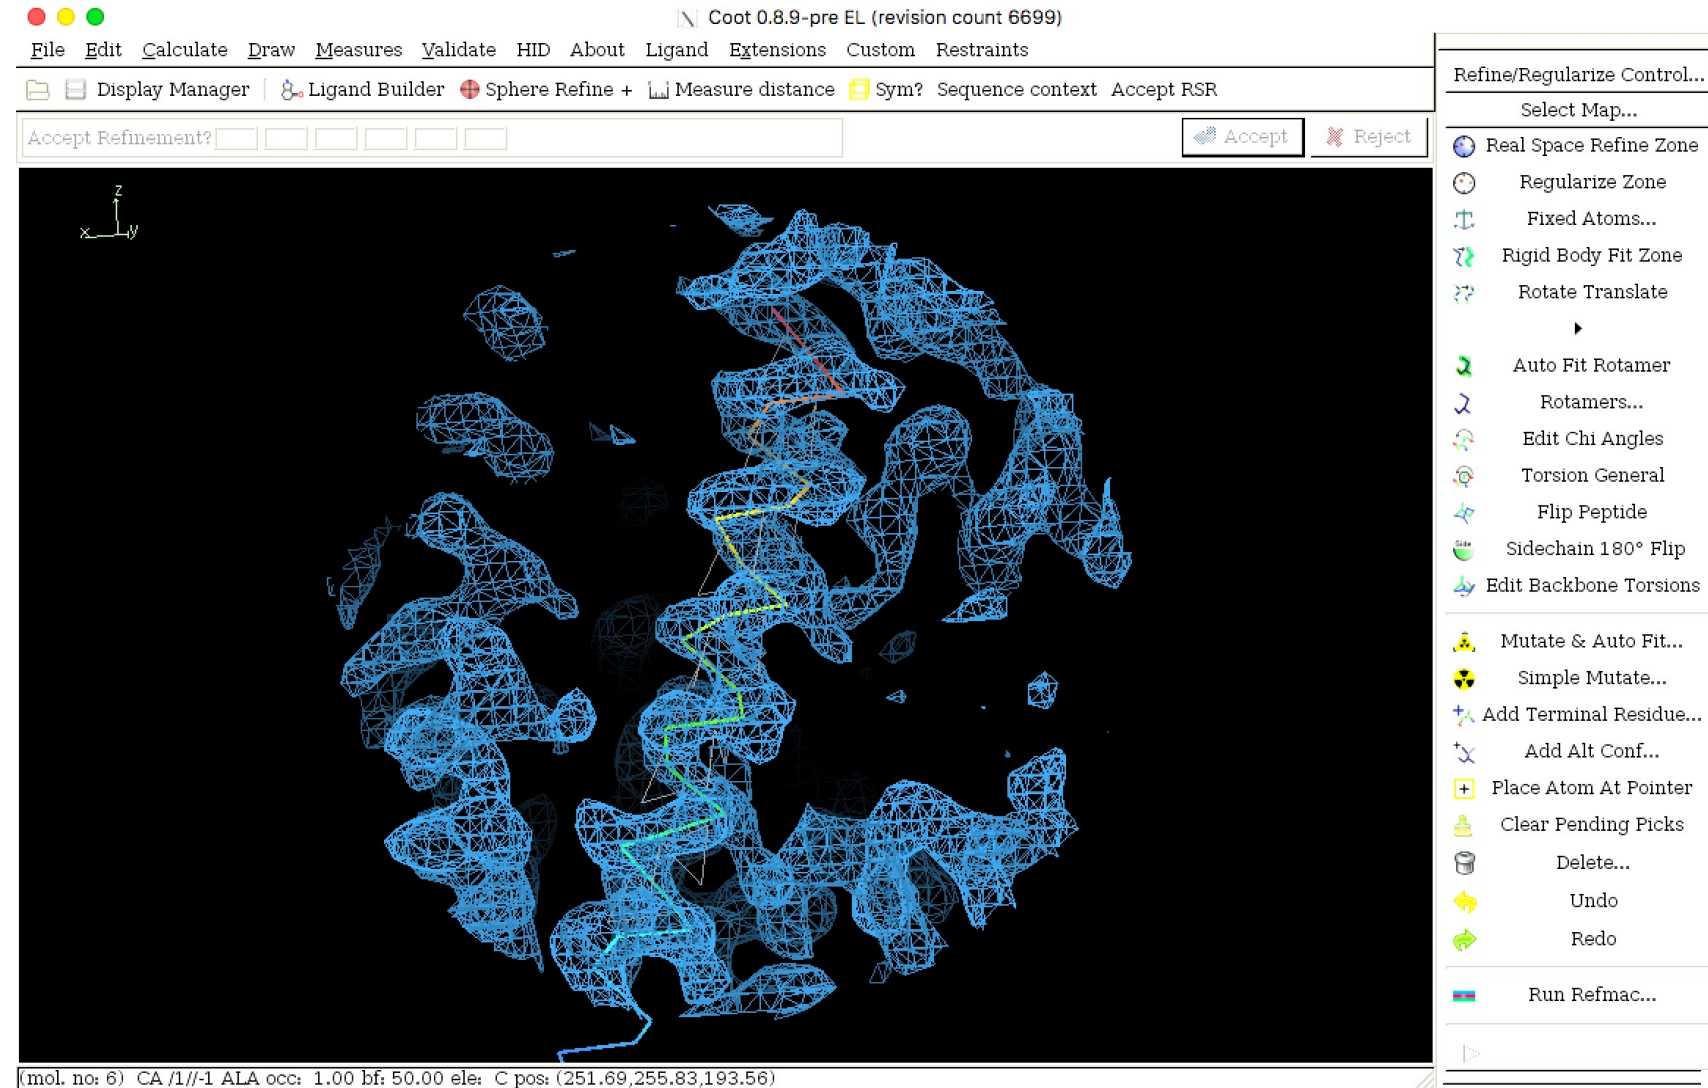 Coot 0.8.9-pre EL (revision count 6699)
File Edit Calculate Draw Measures Validate HID About Ligand Extensions Custom Restraints
Display Manager Ligand Builder Sphere Refine + Measure distance Sym? Sequence context Accept RSR
Accept Refinement? Accept Reject
z
x y
Refine/Regularize Control...
Select Map...
Real Space Refine Zone
Regularize Zone
Fixed Atoms...
Rigid Body Fit Zone
Rotate Translate
Auto Fit Rotamer
Rotamers...
Edit Chi Angles
Torsion General
Flip Peptide
Side
Sidechain 180° Flip
Edit Backbone Torsions
Mutate & Auto Fit...
Simple Mutate...
Add Terminal Residue...
Add Alt Conf...
Place Atom At Pointer
Clear Pending Picks
Delete...
Undo
Redo
Run Refmac...
(mol. no: 6) CA /1//-1 ALA occ: 1.00 bf: 50.00 ele: C pos: (251.69,255.83,193.56)